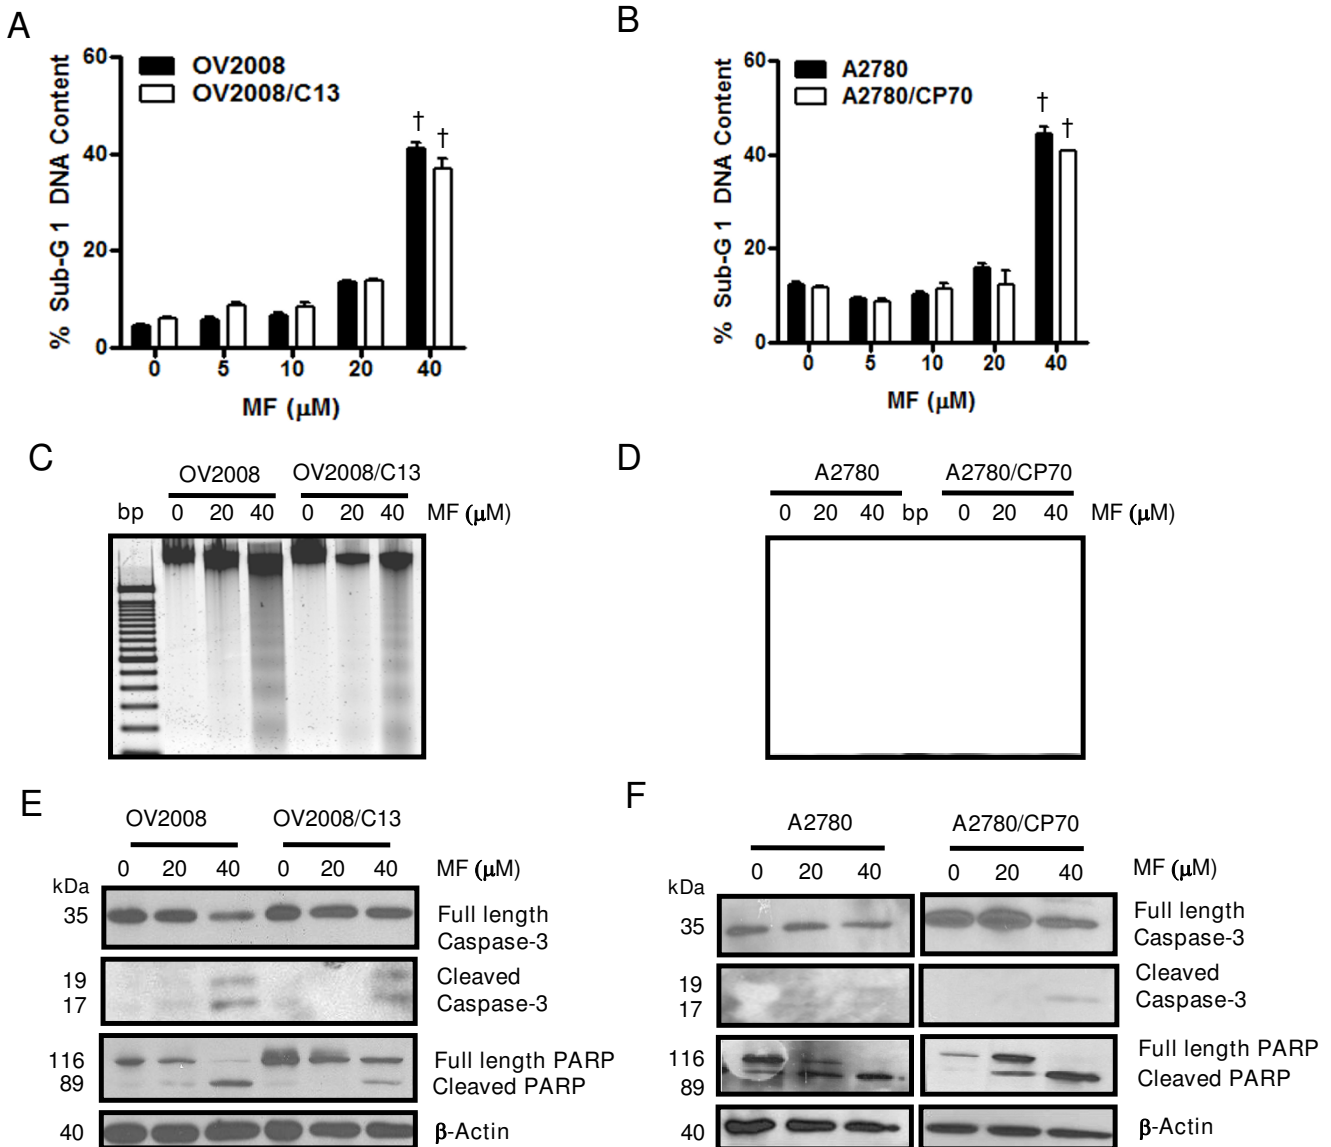 A
60
40
20
0
% Sub-G 1 DNA Content
OV2008
OV2008/C13
† †
0 5 10 20 40
MF (μM)
B
60
40
20
0
% Sub-G 1 DNA Content
A2780
A2780/CP70
† †
0 5 10 20 40
MF (μM)
C
OV2008 OV2008/C13
bp 0 20 40 0 20 40 MF (μM)
D
A2780 A2780/CP70
0 20 40 bp 0 20 40 MF (μM)
E
OV2008 OV2008/C13
0 20 40 0 20 40 MF (μM)
kDa
35 Full length
Caspase-3
19 Cleaved
17 Caspase-3
116 Full length PARP
89 Cleaved PARP
40 β-Actin
F
A2780 A2780/CP70
0 20 40 0 20 40 MF (μM)
kDa
35 Full length
Caspase-3
19 Cleaved
17 Caspase-3
116 Full length PARP
89 Cleaved PARP
40 β-Actin